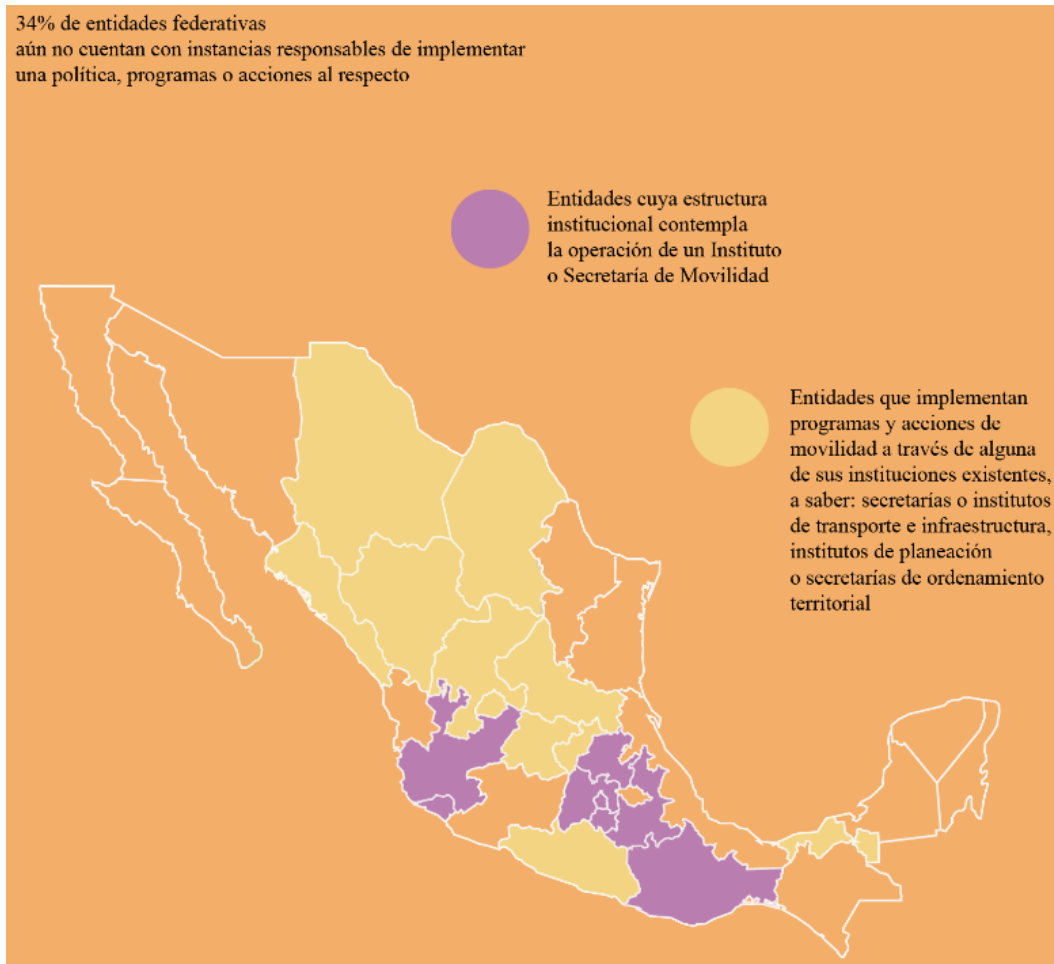 34% de entidades federativas
aún no cuentan con instancias responsables de implementar
una política, programas o acciones al respecto
Entidades cuya estructura
institucional contempla
la operación de un Instituto
o Secretaría de Movilidad
Entidades que implementan
programas y acciones de
movilidad a través de alguna
de sus instituciones existentes,
a saber: secretarías o institutos
de transporte e infraestructura,
institutos de planeación
o secretarías de ordenamiento
territorial